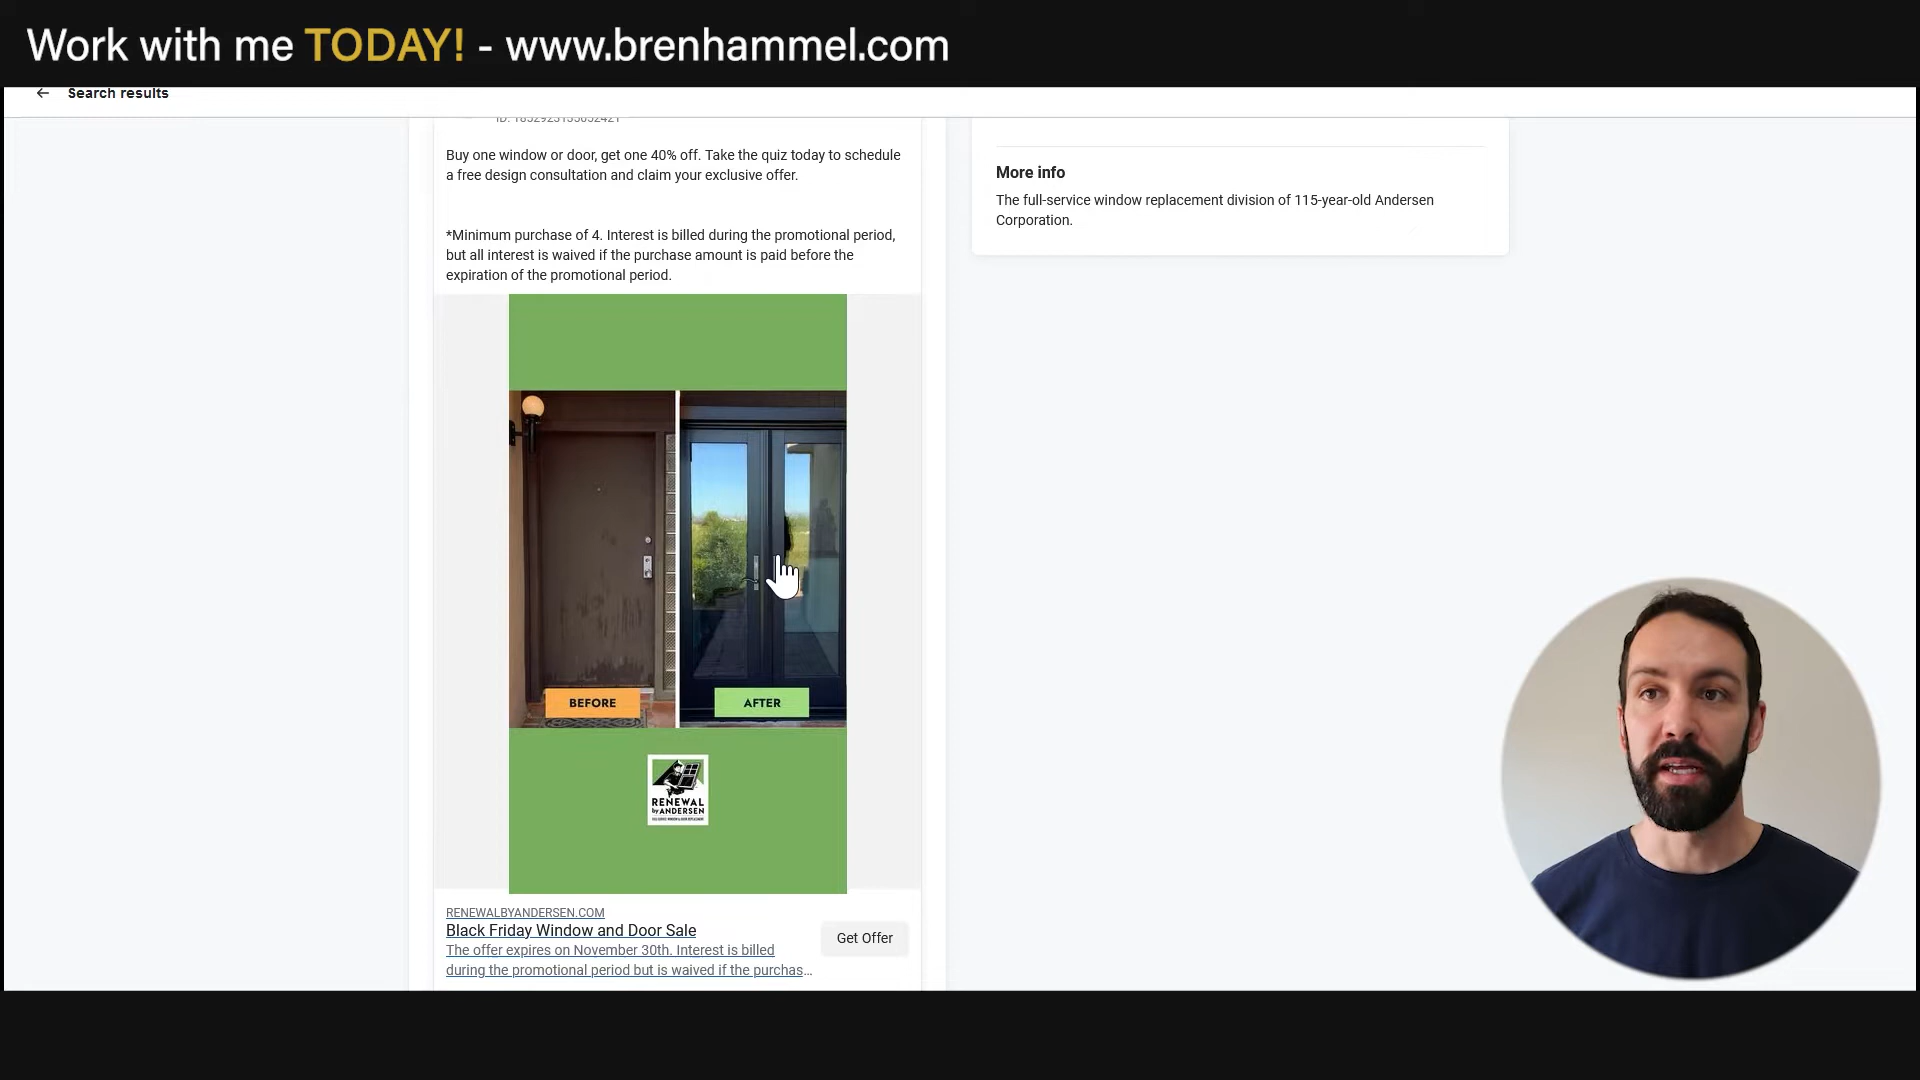 Work with me TODAY! - www.brenhammel.com
Search results
Buy one window or door, get one 40% off. Take the quiz today to schedule
a free design consultation and claim your exclusive offer.
*Minimum purchase of 4. Interest is billed during the promotional period,
but all interest is waived if the purchase amount is paid before the
expiration of the promotional period.
BEFORE
AFTER
RENEWAL
by ANDERSEN
RENEWALBYANDERSEN.COM
Black Friday Window and Door Sale
The offer expires on November 30th. Interest is billed
during the promotional period but is waived if the purchas...
Get Offer
More info
The full-service window replacement division of 115-year-old Andersen
Corporation.